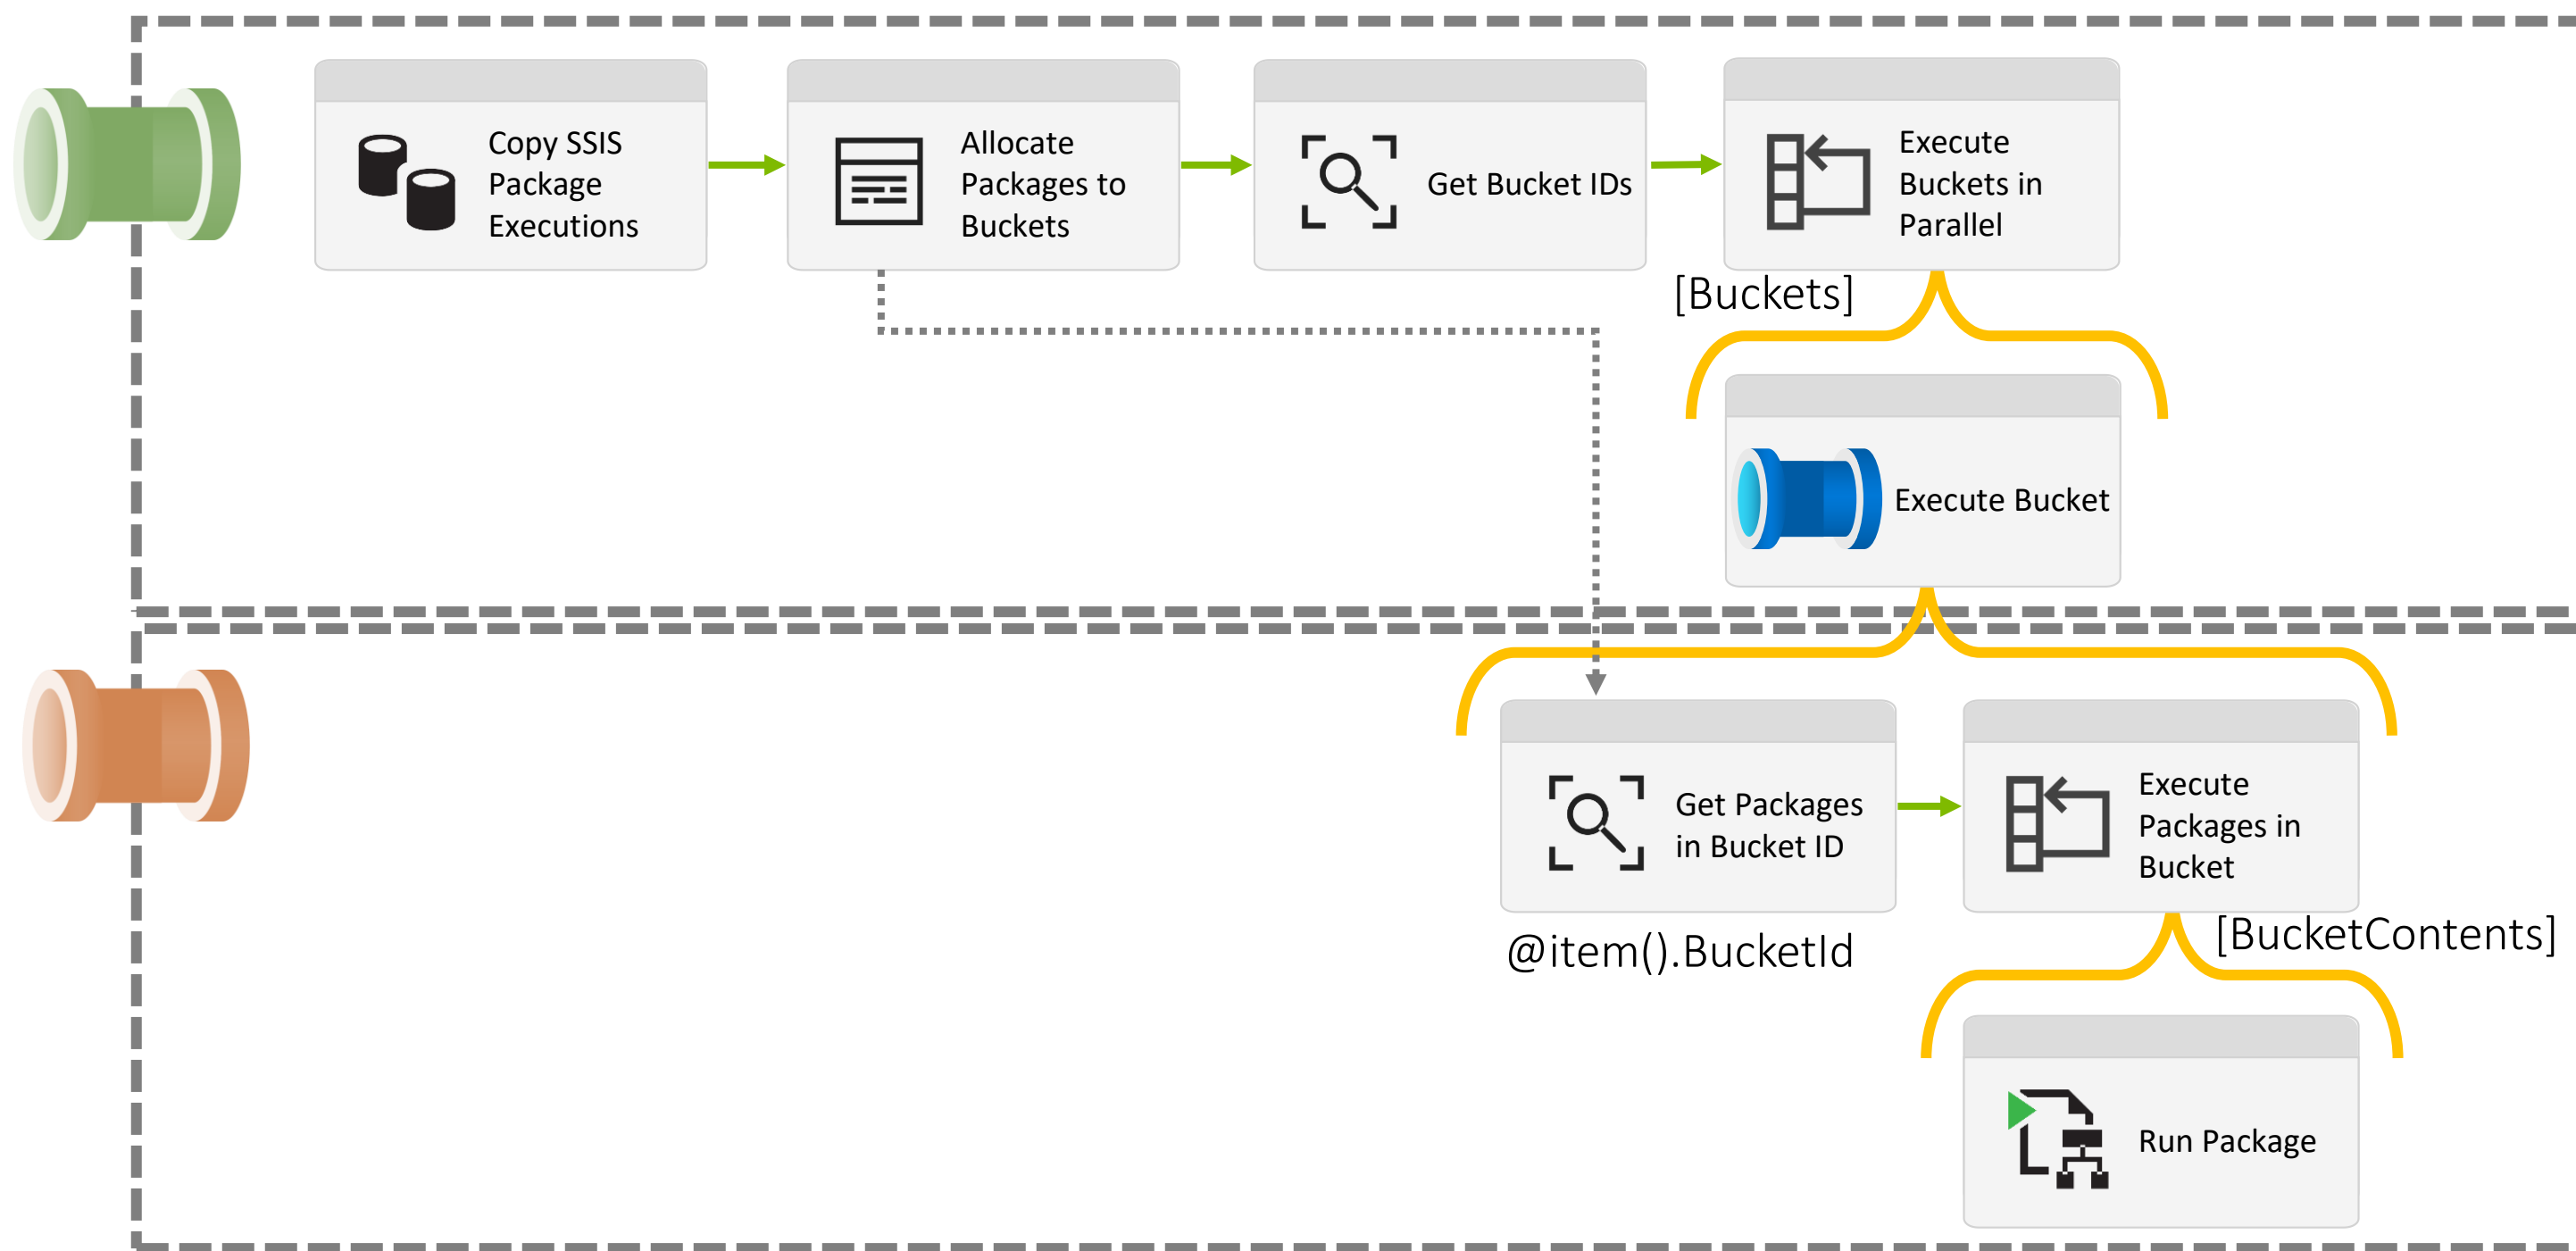 Copy SSIS
Package
Executions
Allocate
Packages to
Buckets
Get Bucket IDs
Execute
Buckets in
Parallel
[Buckets]
Execute Bucket
Get Packages
in Bucket ID
Execute
Packages in
Bucket
@item().BucketId
[BucketContents]
Run Package